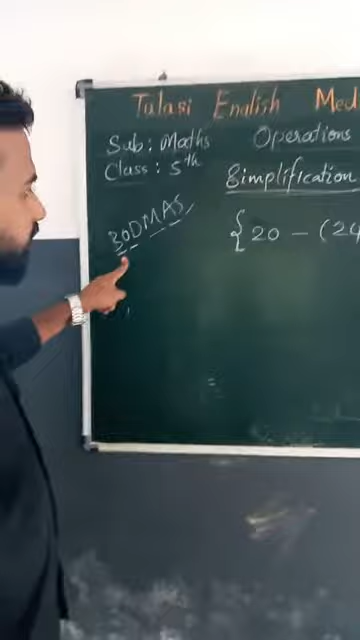 Tulasi English Med
Sub: Maths Operations
Class: 5th
Simplification
BODMAS
{20 - (24